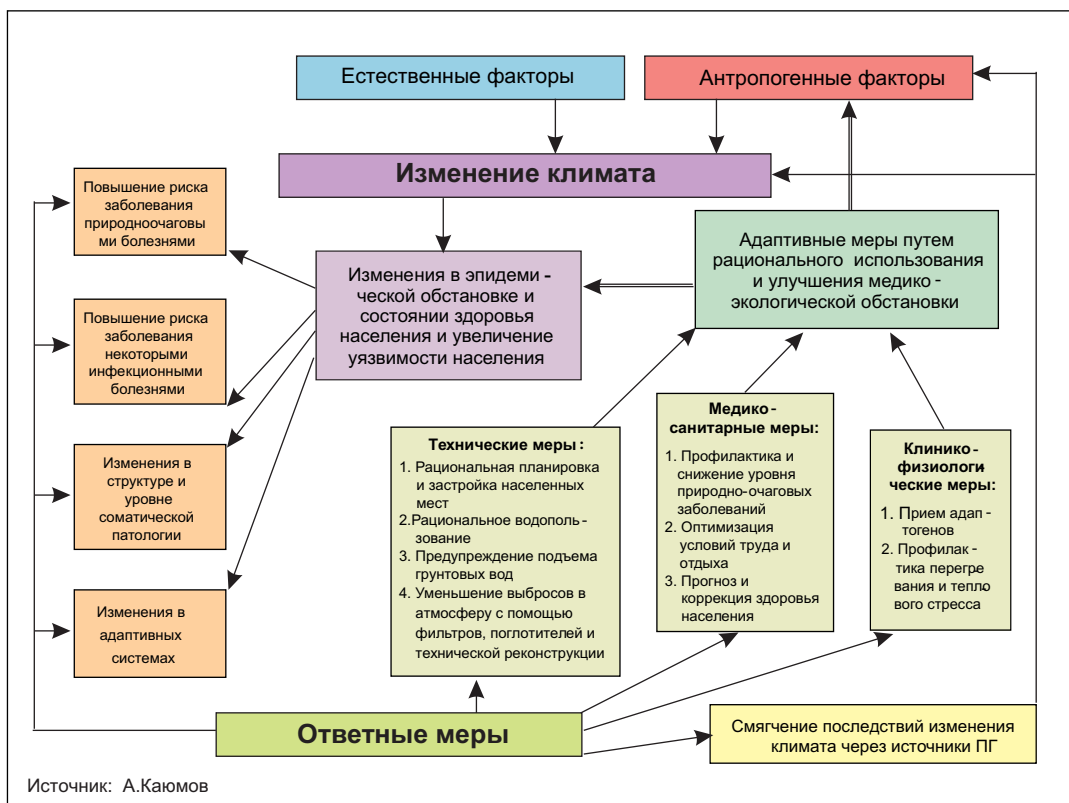 Естественные факторы
Антропогенные факторы
Изменение климата
Повышение риска
заболевания
природноочаговы
ми болезнями
Повышение риска
заболевания
некоторыми
инфекционными
болезнями
Изменения в
структуре и
уровне
соматической
патологии
Изменения в
адаптивных
системах
Изменения в эпидеми -
ческой обстановке и
состоянии здоровья
населения и увеличение
уязвимости населения
Адаптивные меры путем
рационального использования
и улучшения медико -
экологической обстановки
Технические меры :
1. Рациональная планировка
и застройка населенных
мест
2.Рациональное водополь -
зование
3. Предупреждение подъема
грунтовых вод
4. Уменьшение выбросов в
атмосферу с помощью
фильтров, поглотителей и
технической реконструкции
Медико-
санитарные меры:
1. Профилактика и
снижение уровня
природно-очаговых
заболеваний
2. Оптимизация
условий труда и
отдыха
3. Прогноз и
коррекция здоровья
населения
Клинико-
физиологи
ческие меры:
1. Прием адап -
тогенов
2. Профилак -
тика перегре
вания и тепло
вого стресса
Ответные меры
Смягчение последствий изменения
климата через источники ПГ
Источник: А.Каюмов